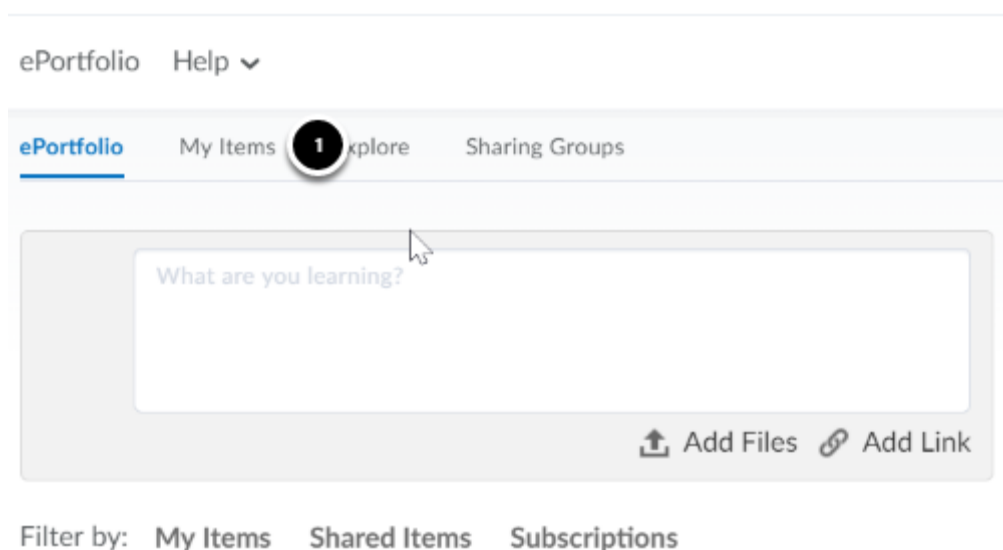 ePortfolio Help
ePortfolio My Items 1 xplore Sharing Groups
What are you learning?
Add Files Add Link
Filter by: My Items Shared Items Subscriptions